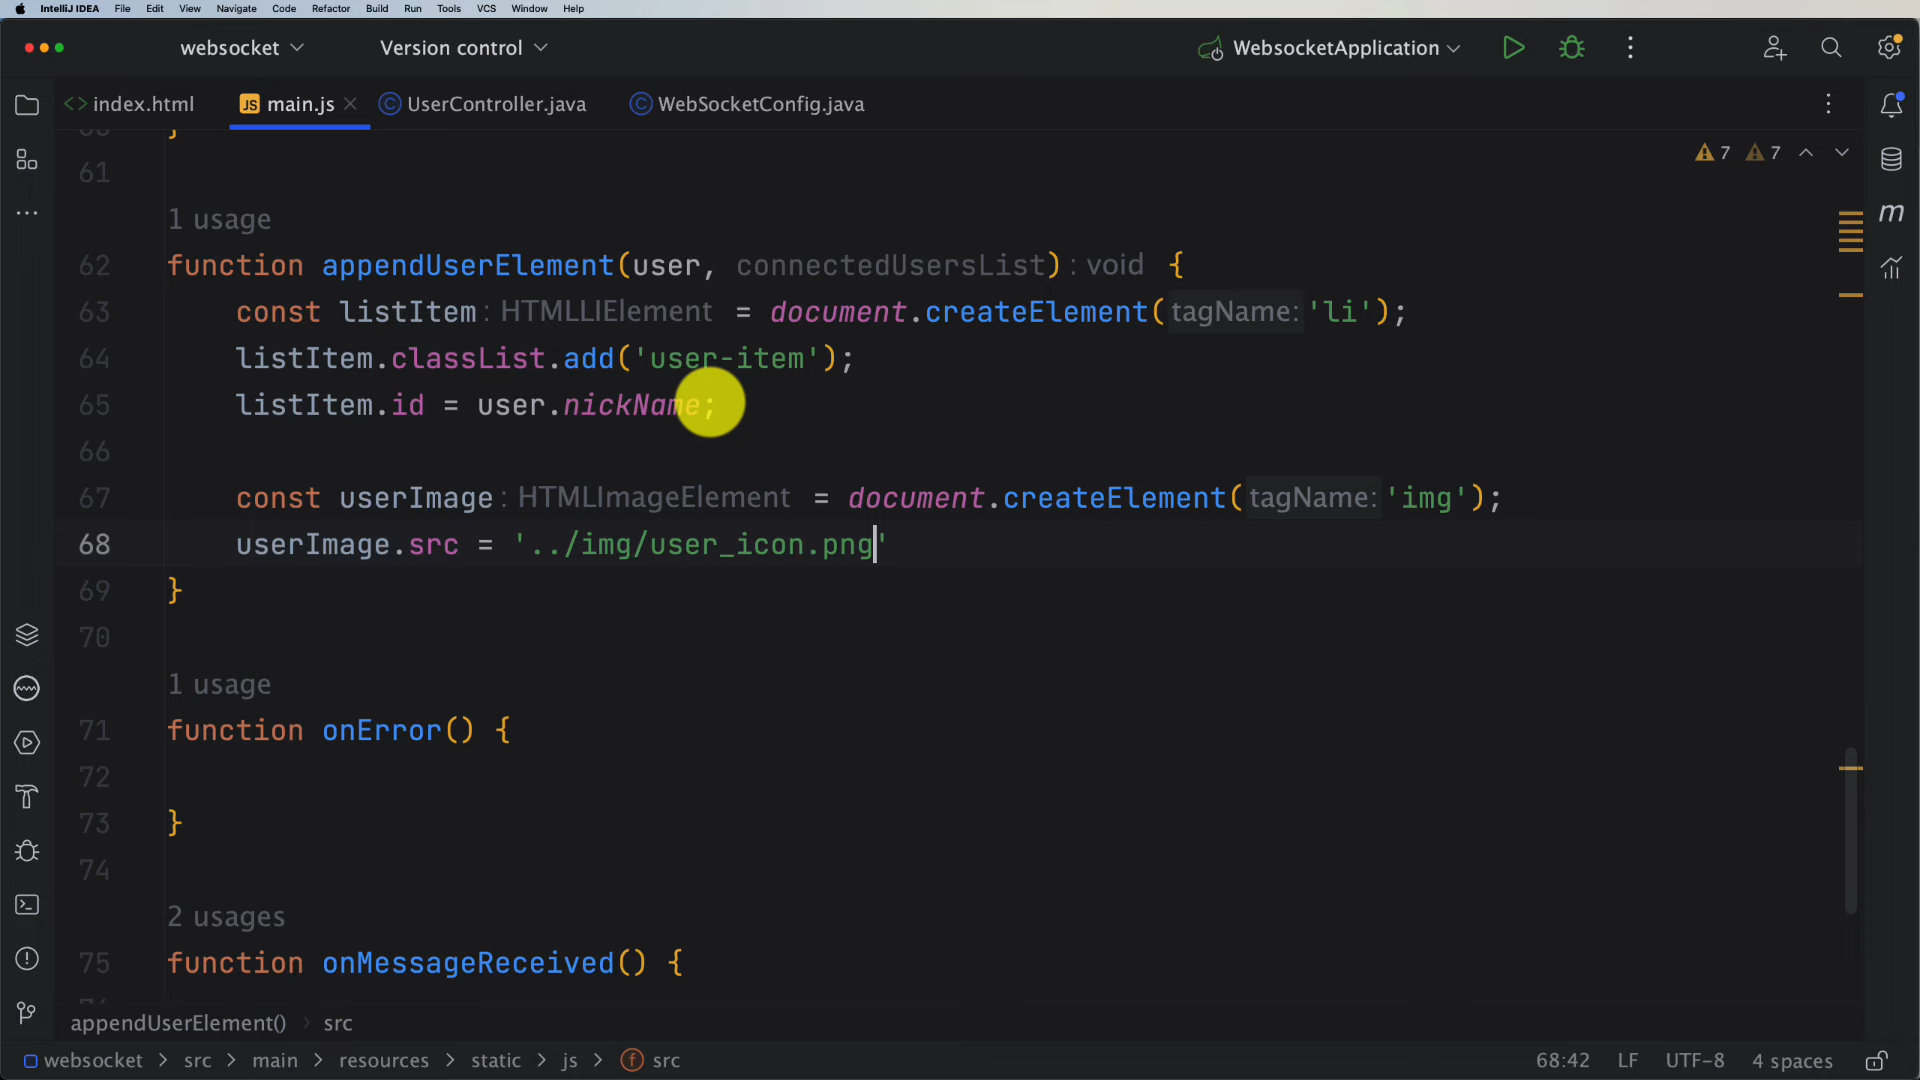 IntelliJ IDEA File Edit View Navigate Code Refactor Build Run Tools VCS Window Help
websocket Version control WebsocketApplication
index.html JS main.js UserController.java WebSocketConfig.java
7 7
61
1 usage
62 function appendUserElement(user, connectedUsersList) : void {
63 const listItem : HTMLLIElement = document.createElement( tagName: 'li');
64 listItem.classList.add('user-item');
65 listItem.id = user.nickName;
66
67 const userImage : HTMLImageElement = document.createElement( tagName: 'img');
68 userImage.src = '../img/user_icon.png'
69 }
70
1 usage
71 function onError() {
72
73 }
74
2 usages
75 function onMessageReceived() {
appendUserElement() › src
websocket > src > main > resources > static > js > f src 68:42 LF UTF-8 4 spaces